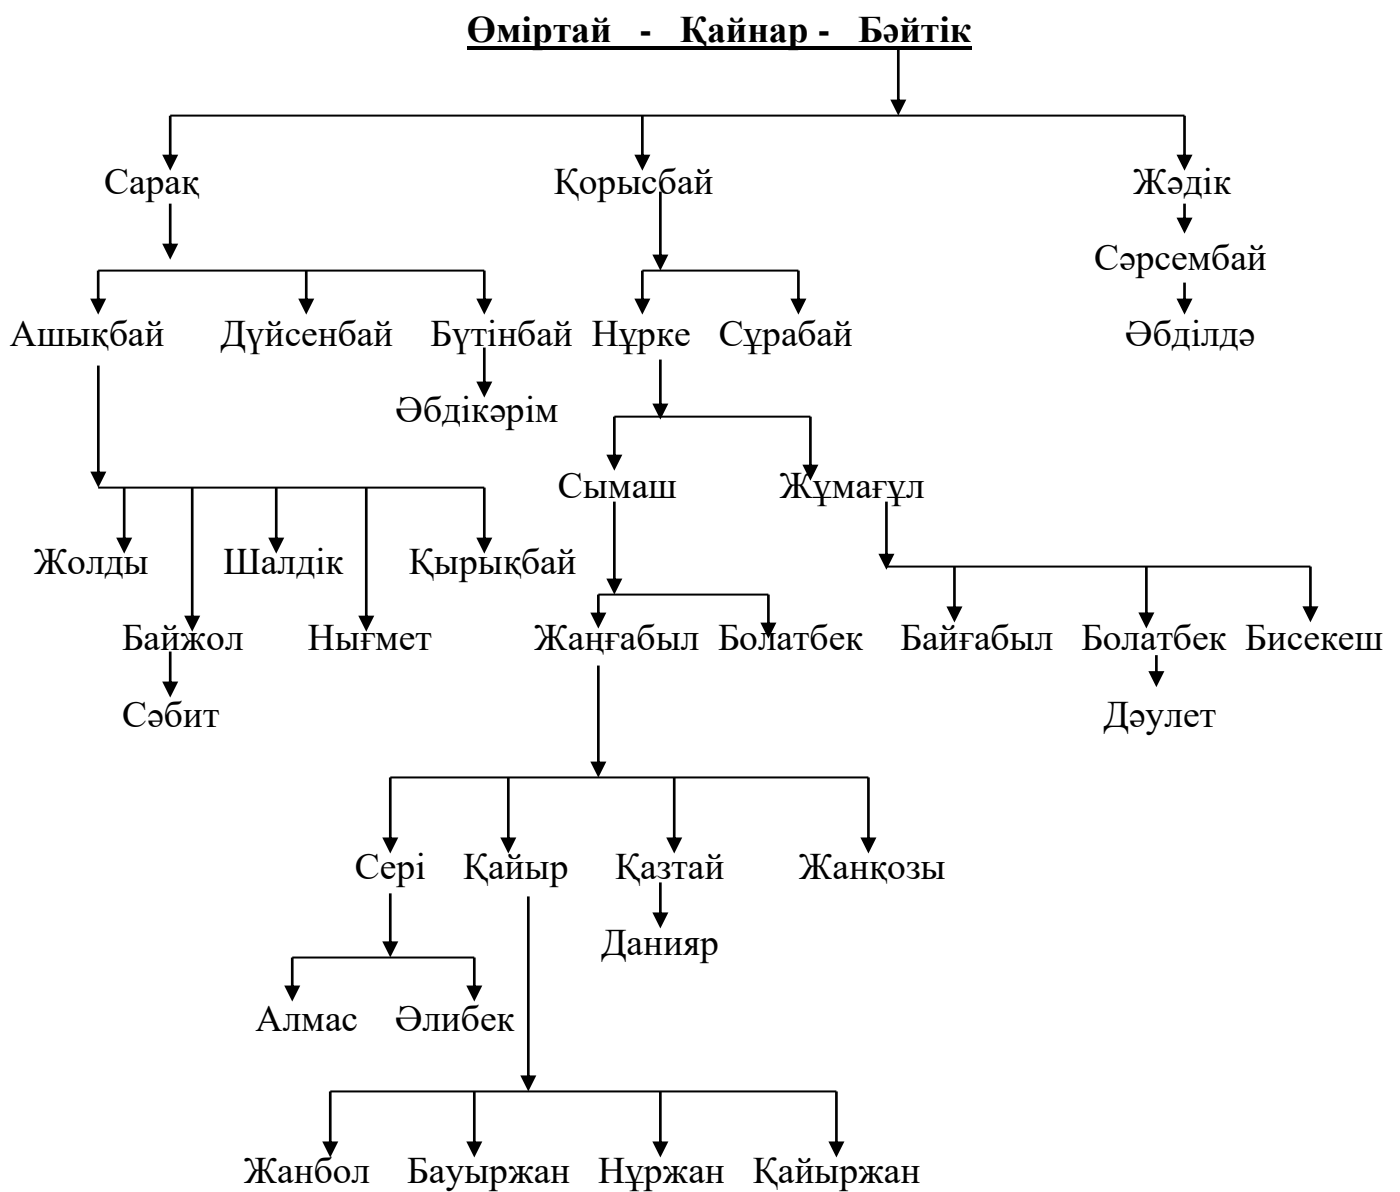 Өміртай - Қайнар - Бәйтік
Сарақ Қорысбай Жәдік
Сәрсембай
Ашықбай Дүйсенбай Бүтінбай Нұрке Сұрабай Әбділдә
Әбдікәрім
Сымаш Жұмағұл
Жолды Шалдік Қырықбай
Байжол Нығмет Жаңғабыл Болатбек Байғабыл Болатбек Бисекеш
Сәбит Дәулет
Сері Қайыр Қазтай Жанқозы
Данияр
Алмас Әлибек
Жанбол Бауыржан Нұржан Қайыржан